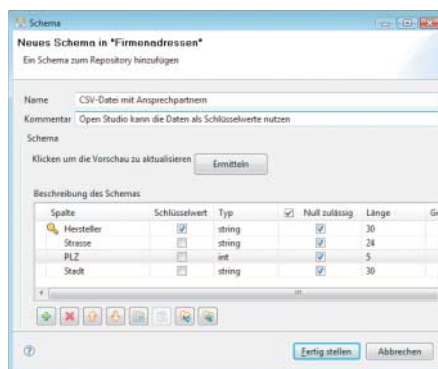 Schema
Neues Schema in "Firmenadressen"
Ein Schema zum Repository hinzufügen
Name CSV-Datei mit Ansprechpartnern
Kommentar Open Studio kann die Daten als Schlüsselwerte nutzen
Schema
Klicken um die Vorschau zu aktualisieren Ermitteln
Beschreibung des Schemas
Spalte Schlüsselwert Typ Null zulässig Länge Ge
Hersteller string 30
Strasse string 24
PLZ int 5
Stadt string 30
Fertig stellen Abbrechen